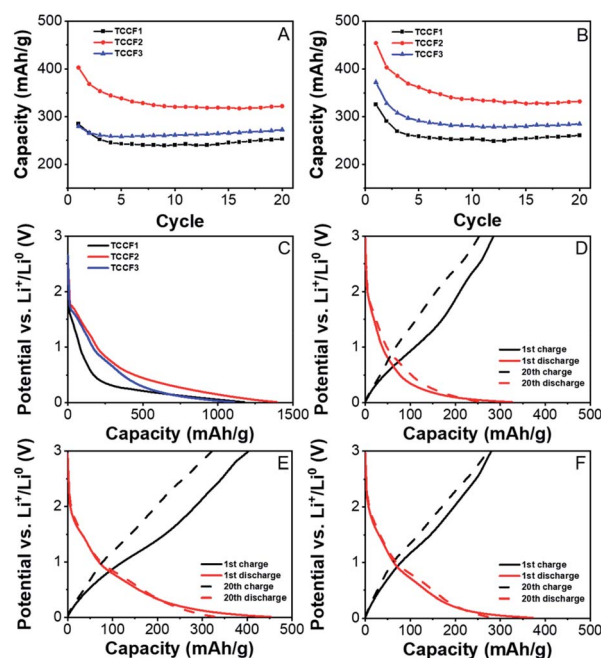 TCCF1
TCCF2
TCCF3
A
500
400
300
200
Capacity (mAh/g)
0 5 10 15 20
Cycle
TCCF1
TCCF2
TCCF3
B
500
400
300
200
Capacity (mAh/g)
0 5 10 15 20
Cycle
TCCF1
TCCF2
TCCF3
C
3
2
1
0
Potential vs. Li⁺/Li⁰ (V)
0 500 1000 1500
Capacity (mAh/g)
D
3
2
1
0
Potential vs. Li⁺/Li⁰ (V)
1st charge
1st discharge
20th charge
20th discharge
0 100 200 300 400 500
Capacity (mAh/g)
E
3
2
1
0
Potential vs. Li⁺/Li⁰ (V)
1st charge
1st discharge
20th charge
20th discharge
0 100 200 300 400 500
Capacity (mAh/g)
F
3
2
1
0
Potential vs. Li⁺/Li⁰ (V)
1st charge
1st discharge
20th charge
20th discharge
0 100 200 300 400 500
Capacity (mAh/g)